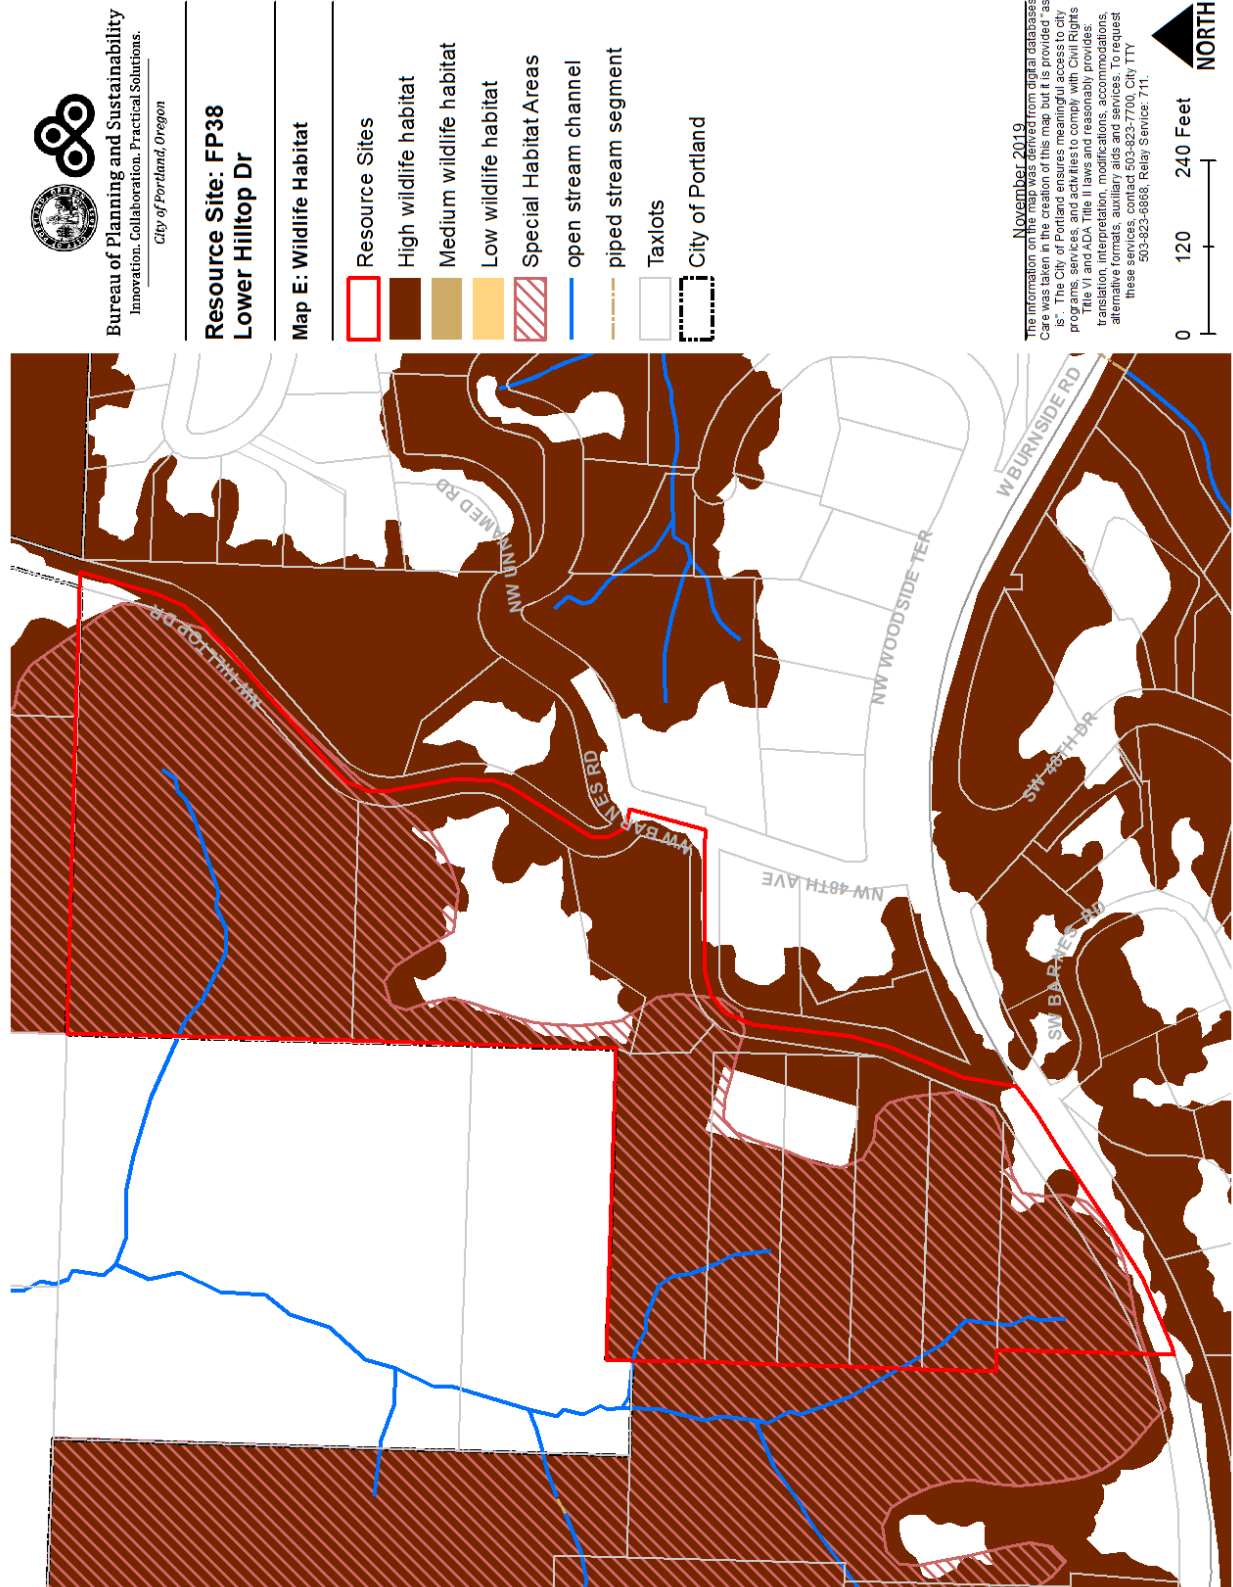 Bureau of Planning and Sustainability
Innovation. Collaboration. Practical Solutions.
City of Portland, Oregon
Resource Site: FP38
Lower Hilltop Dr
Map E: Wildlife Habitat
Resource Sites
High wildlife habitat
Medium wildlife habitat
Low wildlife habitat
Special Habitat Areas
open stream channel
piped stream segment
Taxlots
City of Portland
November 2019
The information on the map was derived from digital databases
Care was taken in the creation of this map but it is provided "as
is". The City of Portland ensures meaningful access to city
programs, services, and activities to comply with Civil Rights
Title VI and ADA Title II laws and reasonably provides:
translation, interpretation, modifications, accommodations,
alternative formats, auxiliary aids and services. To request
these services, contact 503-823-7700, City TTY
503-823-6868, Relay Service: 711.
0 120 240 Feet
NORTH
NW HILLTOP DR
NW UNNAMED RD
NW BARNES RD
NW WOODSIDE TER
NW 48TH AVE
W BURNSIDE RD
SW 48TH DR
SW BARNES RD